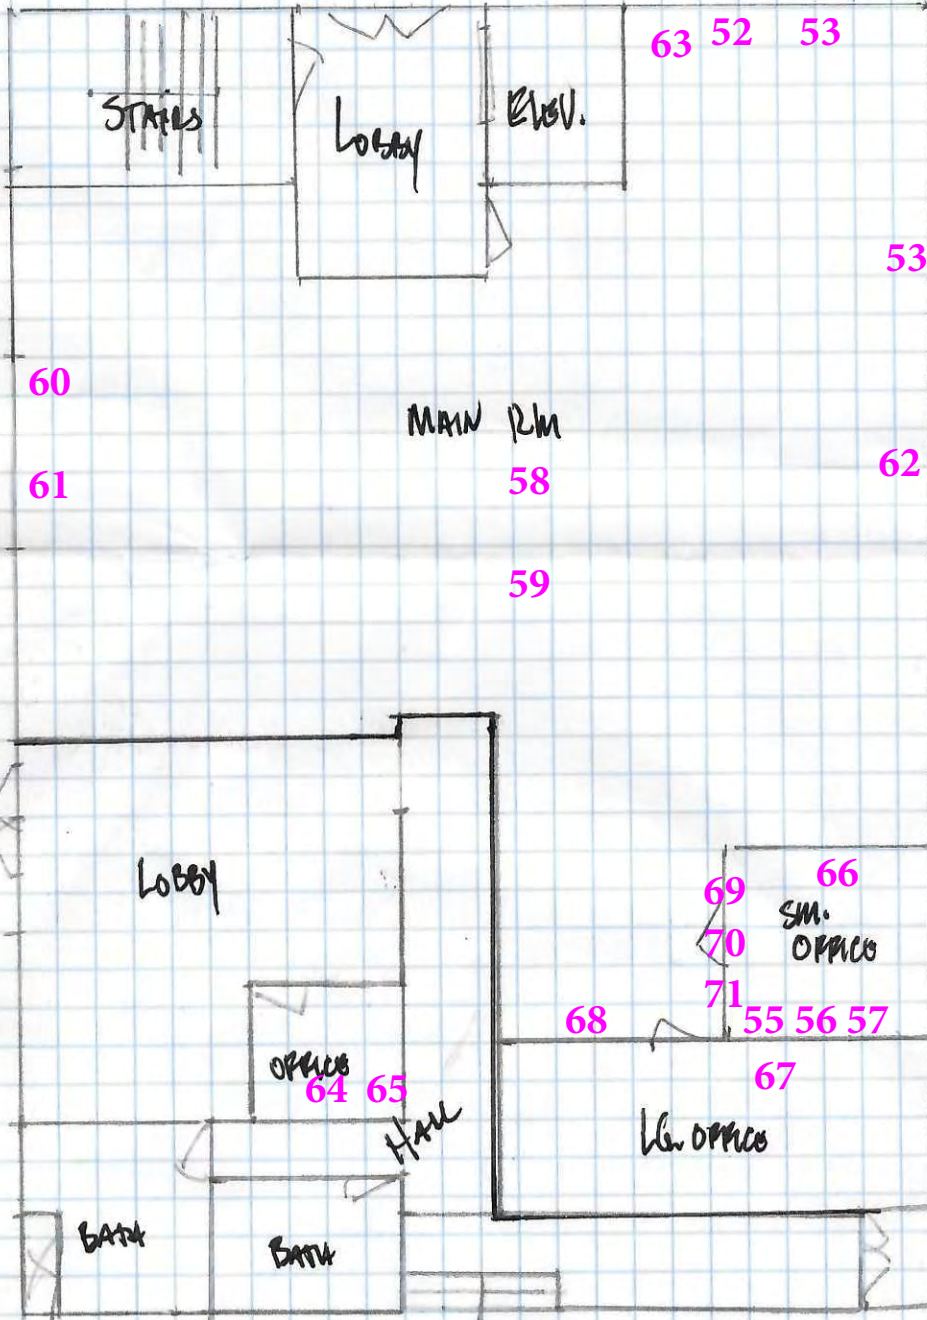 63 52 53
STAIRS
LOBBY
ELEV.
53
60
MAIN RM
61
58
62
59
LOBBY
69
66
SM.
OFFICE
70
71
68
55 56 57
OFFICE
64 65
67
HALL
LG. OFFICE
BATH
BATH